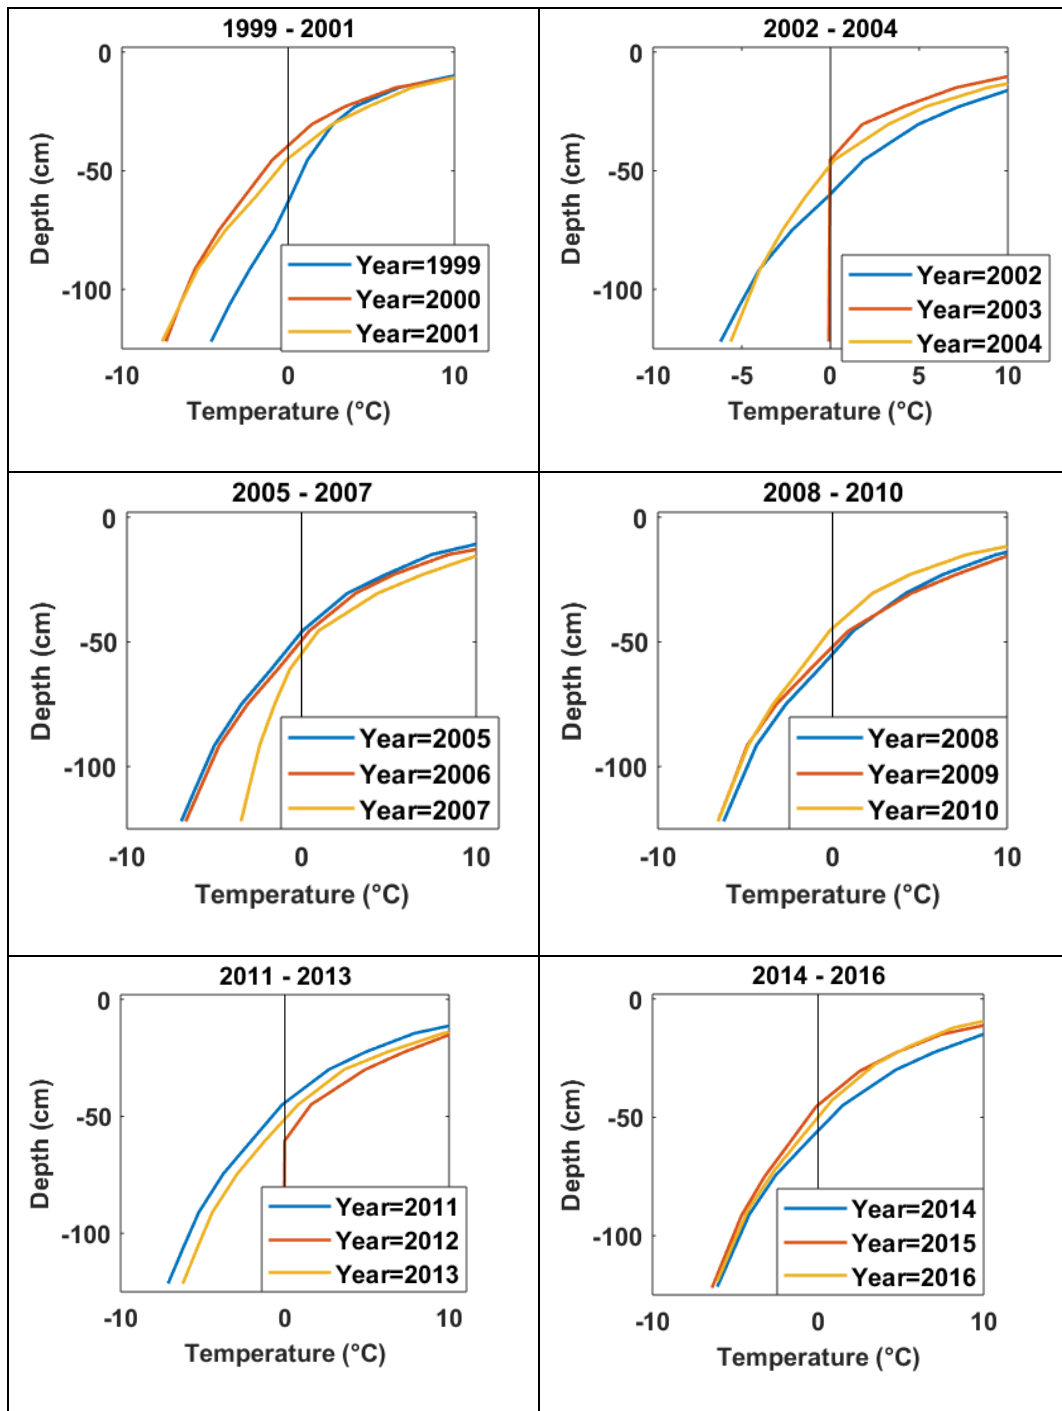 1999 - 2001
0
-50
-100
Depth (cm)
Year=1999
Year=2000
Year=2001
-10 0 10
Temperature (°C)
2002 - 2004
0
-50
-100
Depth (cm)
Year=2002
Year=2003
Year=2004
-10 -5 0 5 10
Temperature (°C)
2005 - 2007
0
-50
-100
Depth (cm)
Year=2005
Year=2006
Year=2007
-10 0 10
Temperature (°C)
2008 - 2010
0
-50
-100
Depth (cm)
Year=2008
Year=2009
Year=2010
-10 0 10
Temperature (°C)
2011 - 2013
0
-50
-100
Depth (cm)
Year=2011
Year=2012
Year=2013
-10 0 10
Temperature (°C)
2014 - 2016
0
-50
-100
Depth (cm)
Year=2014
Year=2015
Year=2016
-10 0 10
Temperature (°C)